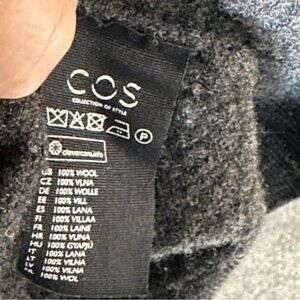 COS
COLLECTION OF STYLE
P
clevercare.info
GB 100% WOOL
CZ 100% VLNA
DE 100% WOLLE
EE 100% VILL
ES 100% LANA
FI 100% VILLAA
FR 100% LAINE
HR 100% VUNA
HU 100% GYAPJÚ
IT 100% LANA
LT 100% VILNA
LV 100% VILNA
100% WOL